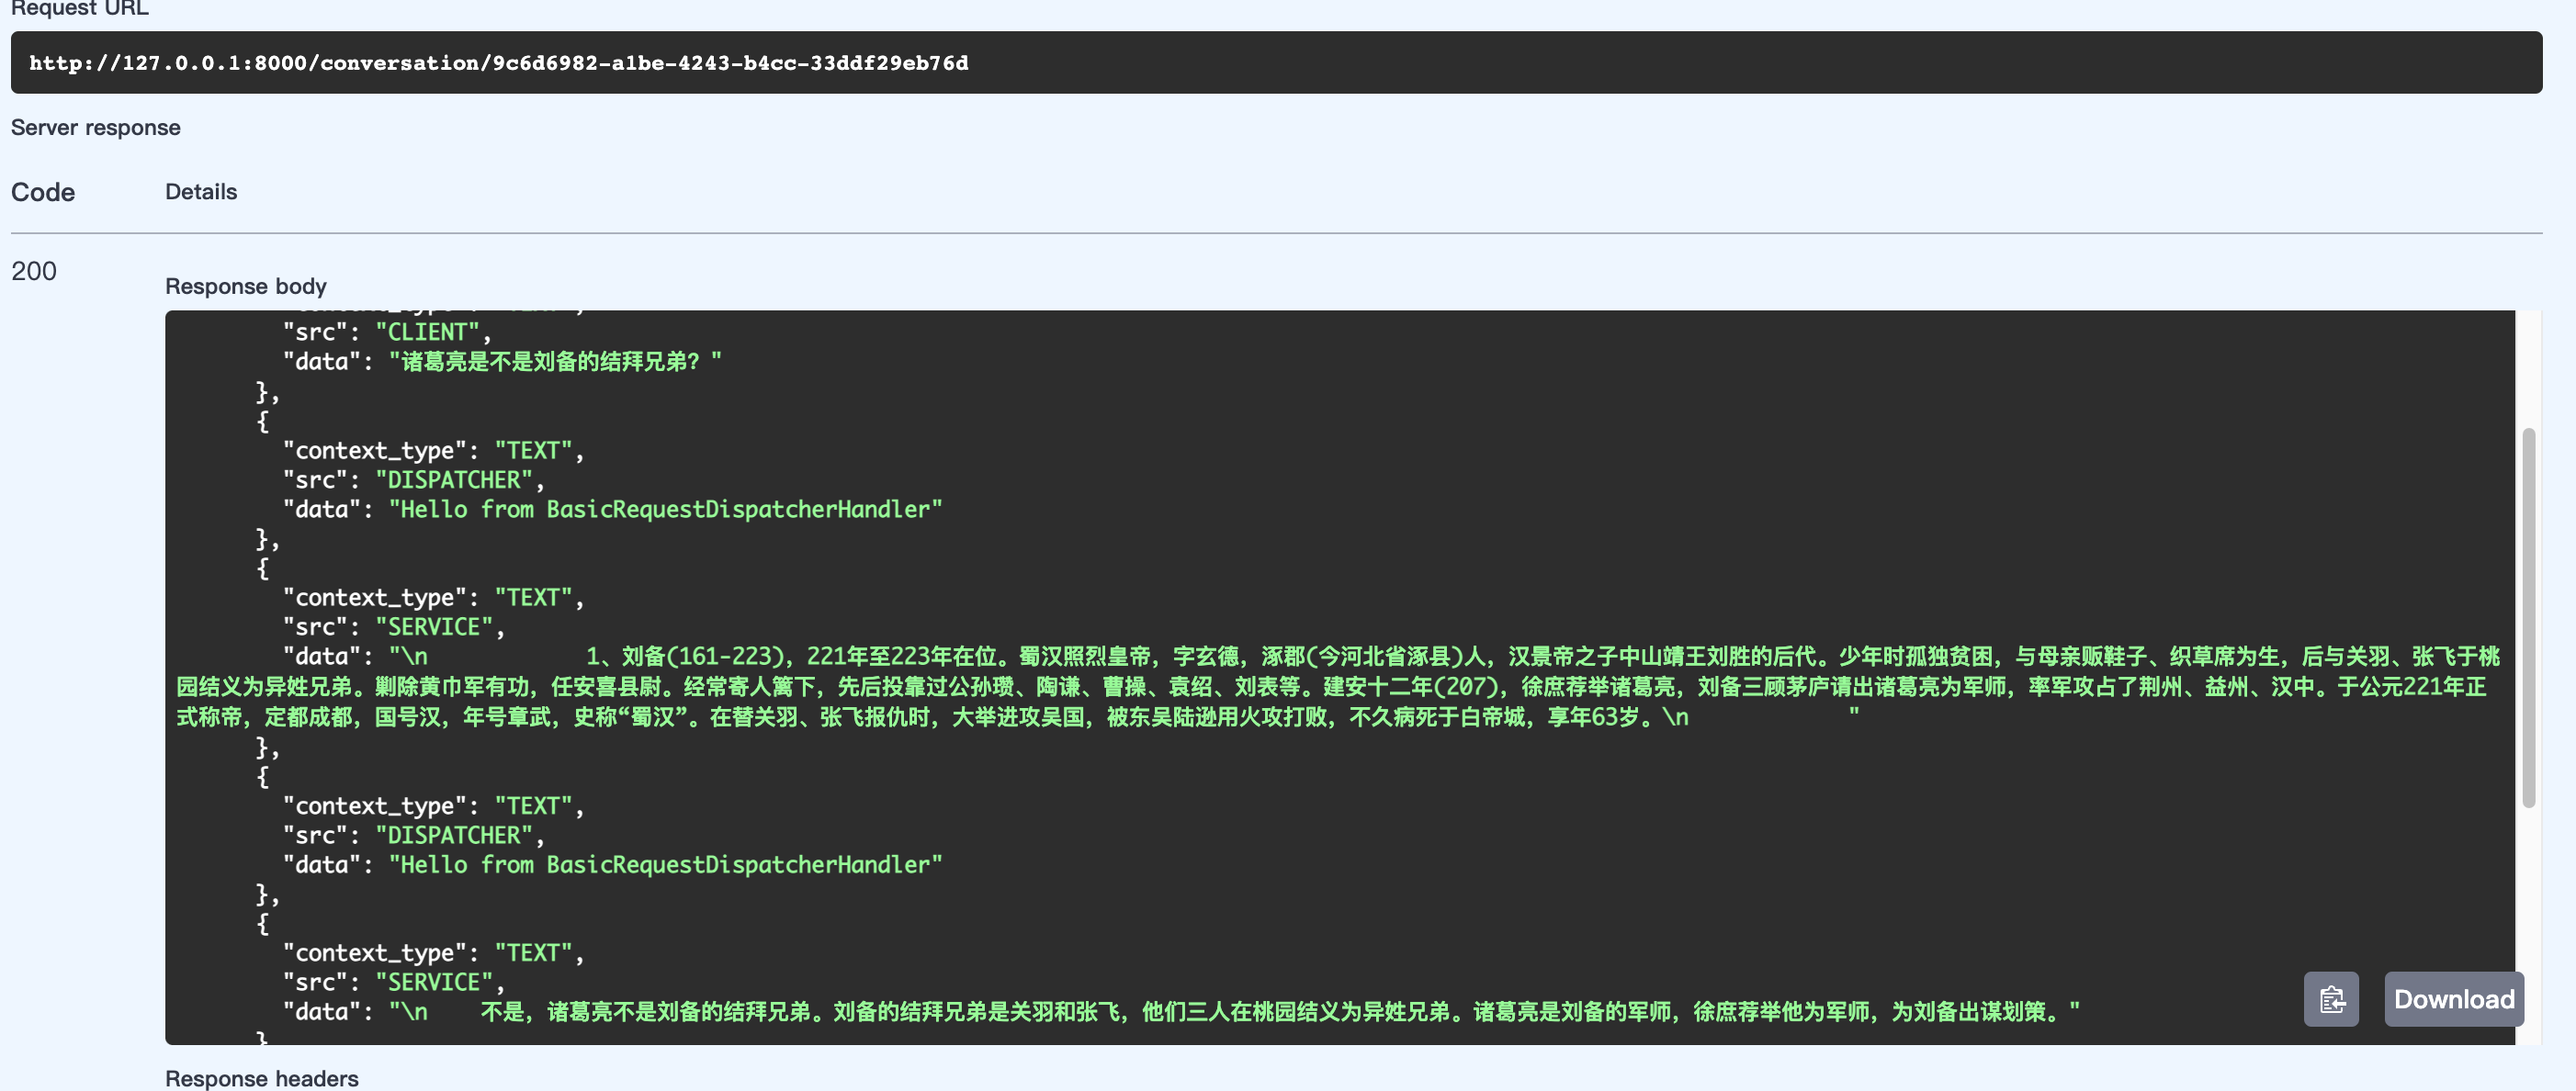 Request URL
http://127.0.0.1:8000/conversation/9c6d6982-a1be-4243-b4cc-33ddf29eb76d
Server response
Code Details
200
Response body
"src": "CLIENT",
"data": "诸葛亮是不是刘备的结拜兄弟？"
},
{
"context_type": "TEXT",
"src": "DISPATCHER",
"data": "Hello from BasicRequestDispatcherHandler"
},
{
"context_type": "TEXT",
"src": "SERVICE",
"data": "\n            1、刘备(161-223)，221年至223年在位。蜀汉照烈皇帝，字玄德，涿郡(今河北省涿县)人，汉景帝之子中山靖王刘胜的后代。少年时孤独贫困，与母亲贩鞋子、织草席为生，后与关羽、张飞于桃
园结义为异姓兄弟。剿除黄巾军有功，任安喜县尉。经常寄人篱下，先后投靠过公孙瓒、陶谦、曹操、袁绍、刘表等。建安十二年(207)，徐庶荐举诸葛亮，刘备三顾茅庐请出诸葛亮为军师，率军攻占了荆州、益州、汉中。于公元221年正
式称帝，定都成都，国号汉，年号章武，史称“蜀汉”。在替关羽、张飞报仇时，大举进攻吴国，被东吴陆逊用火攻打败，不久病死于白帝城，享年63岁。\n            "
},
{
"context_type": "TEXT",
"src": "DISPATCHER",
"data": "Hello from BasicRequestDispatcherHandler"
},
{
"context_type": "TEXT",
"src": "SERVICE",
"data": "\n    不是，诸葛亮不是刘备的结拜兄弟。刘备的结拜兄弟是关羽和张飞，他们三人在桃园结义为异姓兄弟。诸葛亮是刘备的军师，徐庶荐举他为军师，为刘备出谋划策。"
}
Download
Response headers